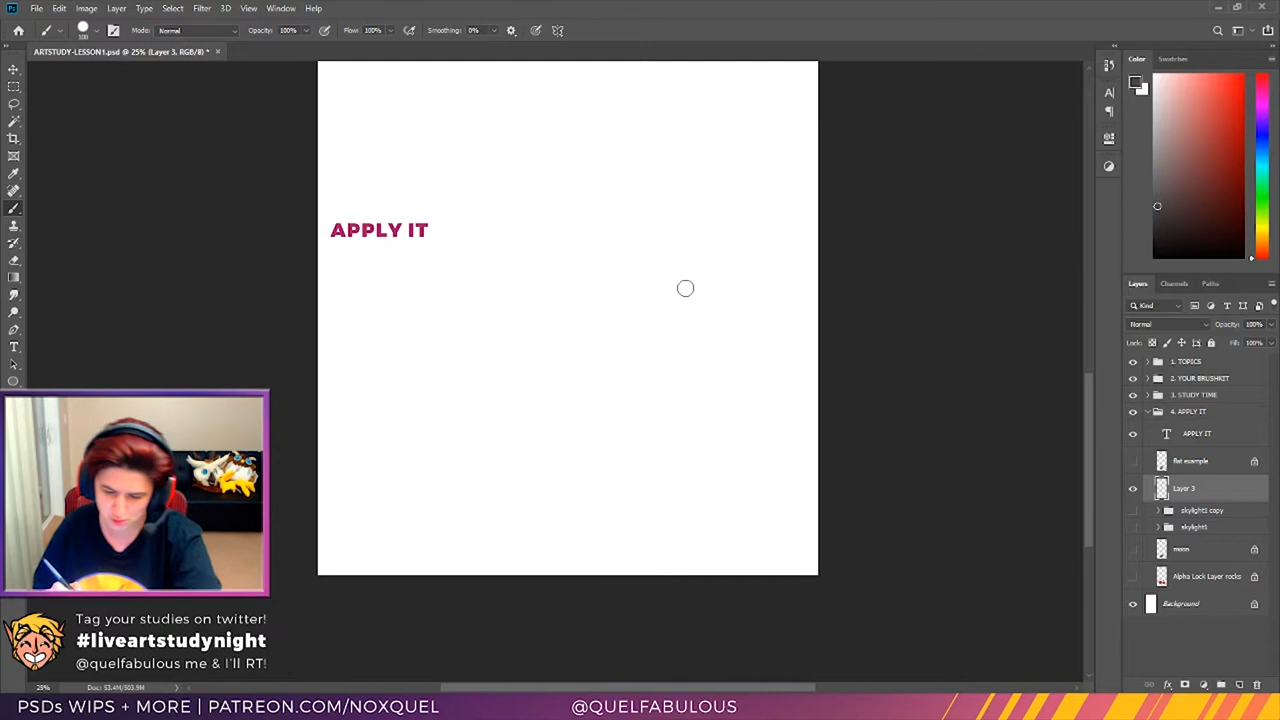 File Edit Image Layer Type Select Filter 3D View Window Help
100 Mode: Normal Opacity: 100% Flow: 100% Smoothing: 0%
ARTSTUDY-LESSON1.psd @ 25% (Layer 3, RGB/8) *
Color Swatches
APPLY IT
Layers Channels Paths
Kind
Normal Opacity: 100%
Lock: Fill: 100%
1. TOPICS
2. YOUR BRUSHKIT
3. STUDY TIME
4. APPLY IT
APPLY IT
flat example
Layer 3
skylight1 copy
skylight1
moon
Alpha Lock Layer rocks
Background
Tag your studies on twitter!
#liveartstudynight
@quelfabulous me & I'll RT!
25% Doc: 53.4M/503.9M
PSDs WIPS + MORE | PATREON.COM/NOXQUEL @QUELFABULOUS